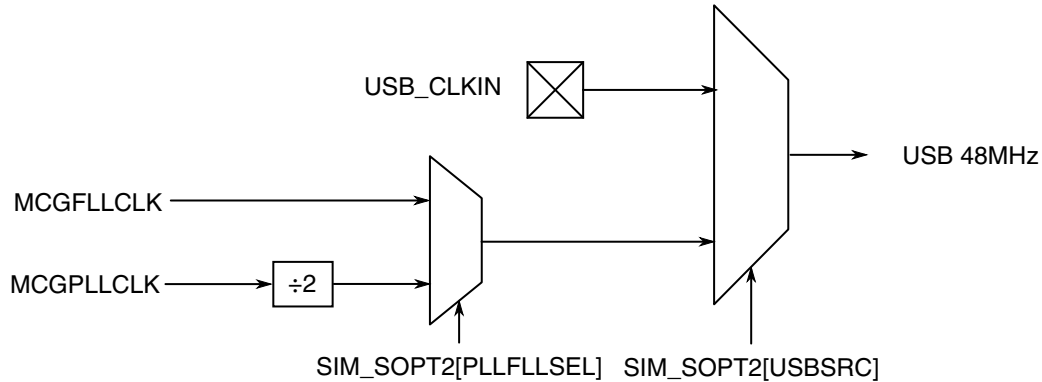 USB_CLKIN
USB 48MHz
MCGFLLCLK
MCGPLLCLK
÷2
SIM_SOPT2[PLLFLLSEL]
SIM_SOPT2[USBSRC]